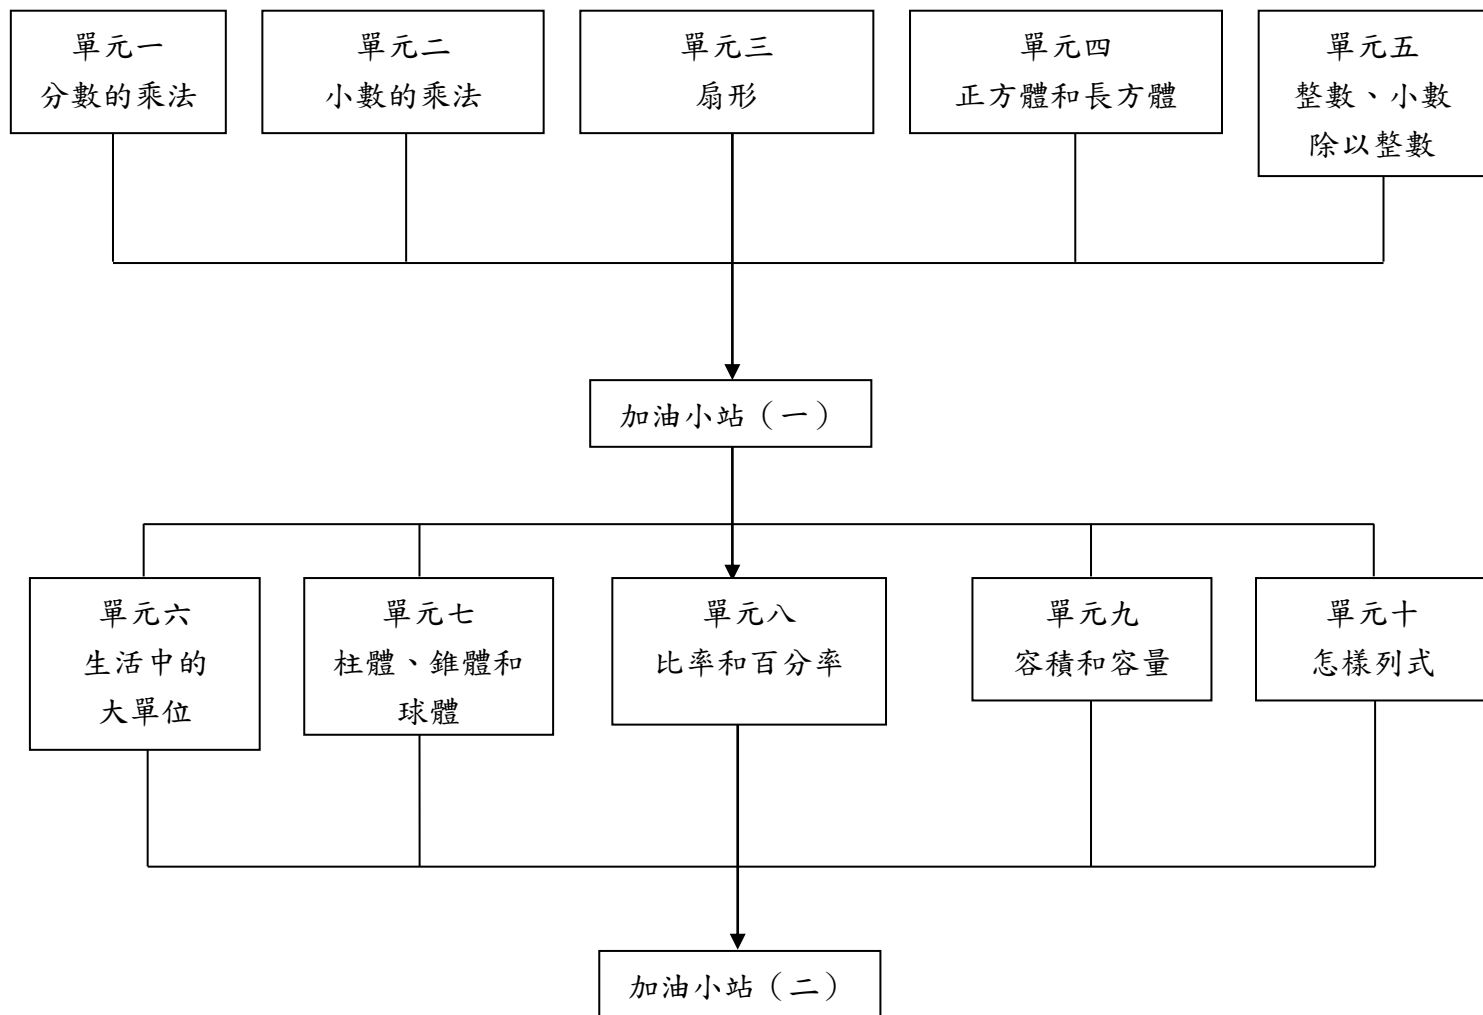 單元一
分數的乘法
單元二
小數的乘法
單元三
扇形
單元四
正方體和長方體
單元五
整數、小數
除以整數
加油小站（一）
單元六
生活中的
大單位
單元七
柱體、錐體和
球體
單元八
比率和百分率
單元九
容積和容量
單元十
怎樣列式
加油小站（二）